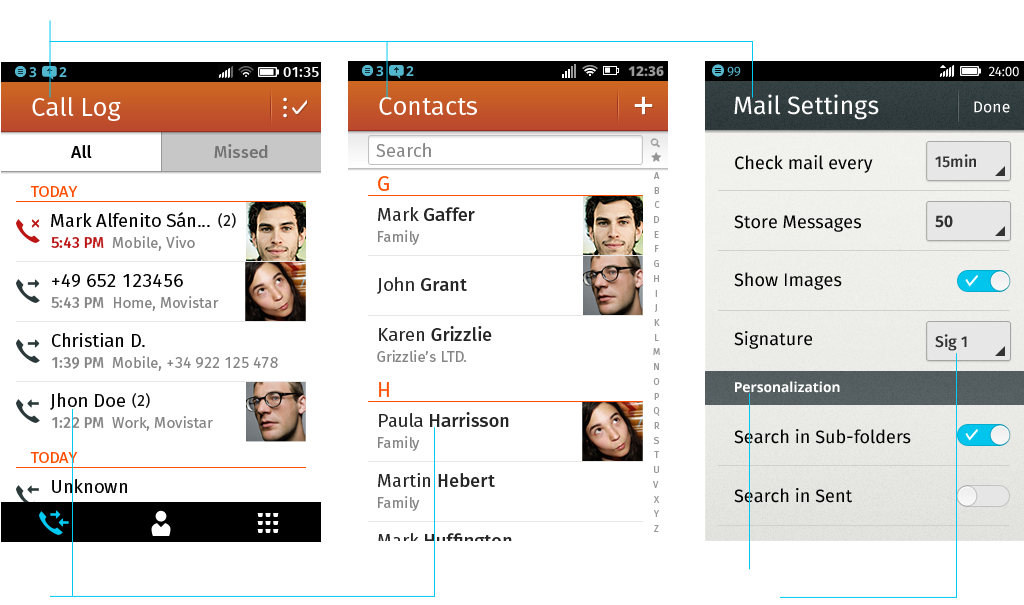 3 2 01:35
Call Log
All Missed
TODAY
Mark Alfenito Sán... (2)
5:43 PM Mobile, Vivo
+49 652 123456
5:43 PM Home, Movistar
Christian D.
1:39 PM Mobile, +34 922 125 478
Jhon Doe (2)
1:22 PM Work, Movistar
TODAY
Unknown
3 2 12:36
Contacts +
Search
G
Mark Gaffer
Family
John Grant
Karen Grizzlie
Grizzlie's LTD.
H
Paula Harrisson
Family
Martin Hebert
Family
Mark Huffington
A
B
C
D
E
F
G
H
I
J
K
L
M
N
O
P
Q
R
S
T
U
V
X
Y
Z
99 24:00
Mail Settings Done
Check mail every 15min
Store Messages 50
Show Images
Signature Sig 1
Personalization
Search in Sub-folders
Search in Sent